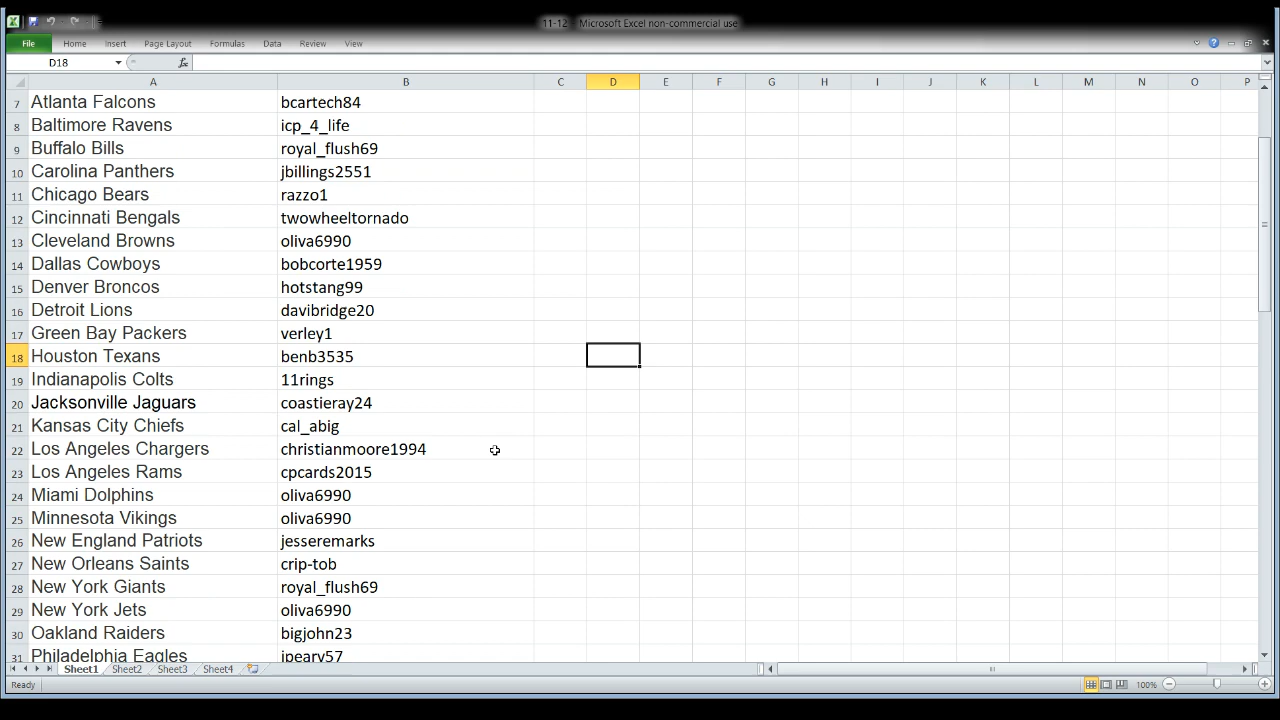 11-12 - Microsoft Excel non-commercial use
File Home Insert Page Layout Formulas Data Review View
D18 fx
A B C D E F G H I J K L M N O P
7 Atlanta Falcons bcartech84
8 Baltimore Ravens icp_4_life
9 Buffalo Bills royal_flush69
10 Carolina Panthers jbillings2551
11 Chicago Bears razzo1
12 Cincinnati Bengals twowheeltornado
13 Cleveland Browns oliva6990
14 Dallas Cowboys bobcorte1959
15 Denver Broncos hotstang99
16 Detroit Lions davibridge20
17 Green Bay Packers verley1
18 Houston Texans benb3535
19 Indianapolis Colts 11rings
20 Jacksonville Jaguars coastieray24
21 Kansas City Chiefs cal_abig
22 Los Angeles Chargers christianmoore1994
23 Los Angeles Rams cpcards2015
24 Miami Dolphins oliva6990
25 Minnesota Vikings oliva6990
26 New England Patriots jesseremarks
27 New Orleans Saints crip-tob
28 New York Giants royal_flush69
29 New York Jets oliva6990
30 Oakland Raiders bigjohn23
31 Philadelphia Eagles jpeary57
Sheet1 Sheet2 Sheet3 Sheet4
Ready 100%